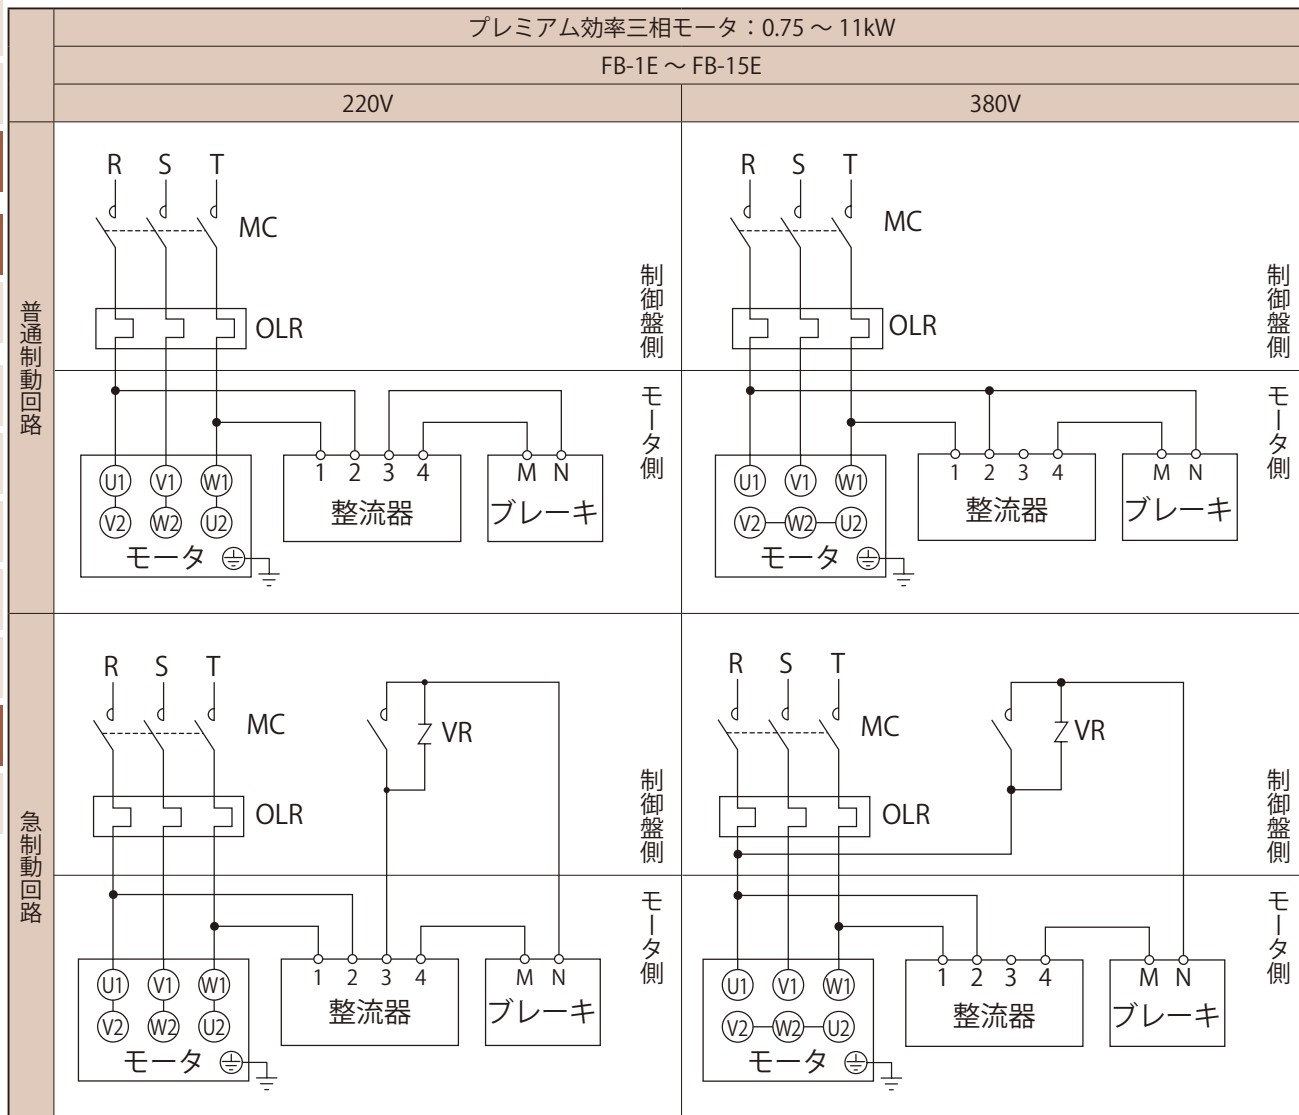 プレミアム効率三相モータ：0.75 ～ 11kW
FB-1E ～ FB-15E
220V
380V
普通制動回路
R S T
MC
OLR
制御盤側
モータ側
U1 V1 W1
V2 W2 U2
モータ
1 2 3 4
整流器
M N
ブレーキ
R S T
MC
OLR
制御盤側
モータ側
U1 V1 W1
V2 W2 U2
モータ
1 2 3 4
整流器
M N
ブレーキ
急制動回路
R S T
MC
VR
OLR
制御盤側
モータ側
U1 V1 W1
V2 W2 U2
モータ
1 2 3 4
整流器
M N
ブレーキ
R S T
MC
VR
OLR
制御盤側
モータ側
U1 V1 W1
V2 W2 U2
モータ
1 2 3 4
整流器
M N
ブレーキ